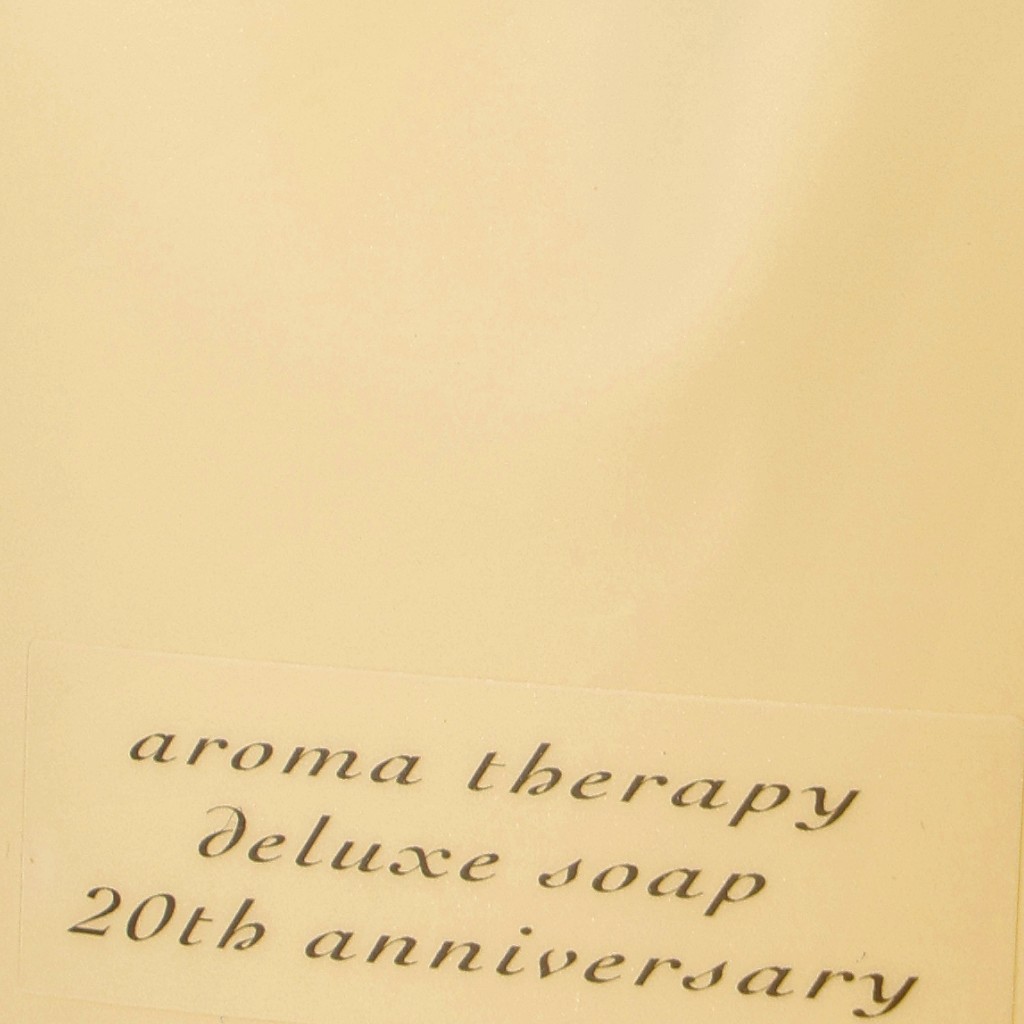 aroma therapy
deluxe soap
20th anniversary